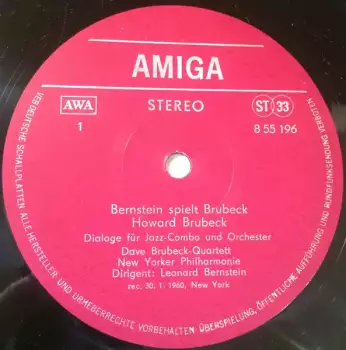 AMIGA
AWA
STEREO
ST 33
1
8 55 196
Bernstein spielt Brubeck
Howard Brubeck
Dialoge für Jazz-Combo und Orchester
Dave Brubeck-Quartett
New Yorker Philharmonie
Dirigent: Leonard Bernstein
rec. 30. 1. 1960, New York
VEB DEUTSCHE SCHALLPLATTEN ALLE HERSTELLER UND URHEBERRECHTE VORBEHALTEN ÜBERSPIELUNG, ÖFFENTLICHE AUFFÜHRUNG UND RUNDFUNKSENDUNG VERBOTEN